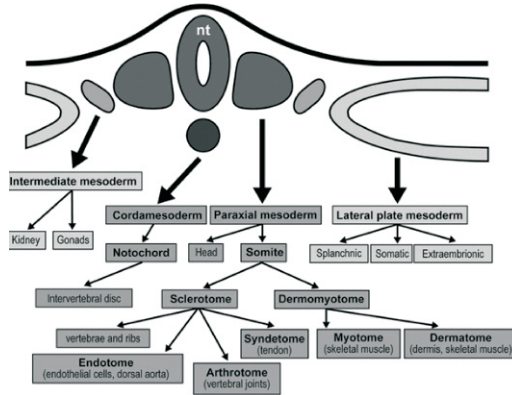 nt
Intermediate mesoderm
Kidney
Gonads
Cordamesoderm
Paraxial mesoderm
Lateral plate mesoderm
Notochord
Head
Somite
Splanchnic
Somatic
Extraembrionic
Intervertebral disc
Sclerotome
Dermomyotome
vertebrae and ribs
Syndetome
(tendon)
Myotome
(skeletal muscle)
Dermatome
(dermis, skeletal muscle)
Endotome
(endothelial cells, dorsal aorta)
Arthrotome
(vertebral joints)